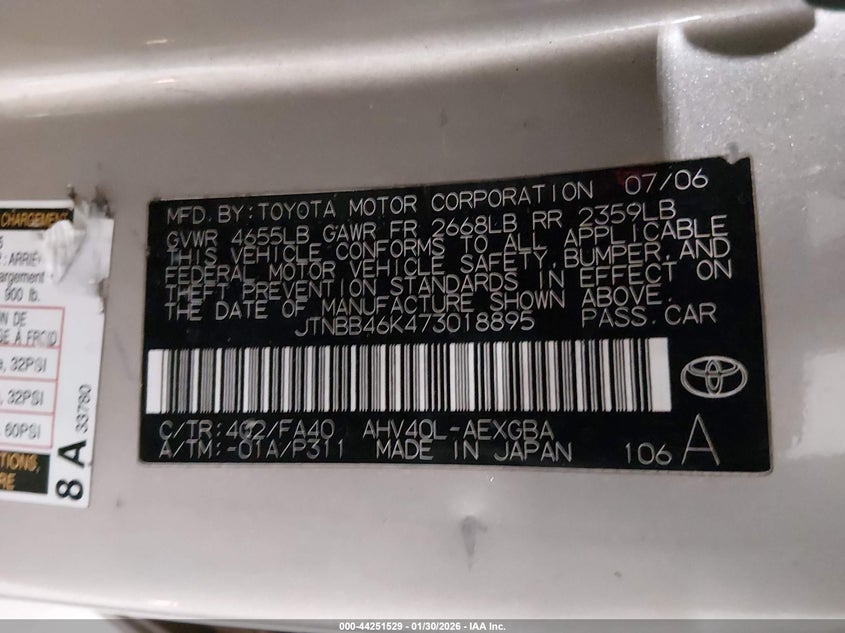 MFD. BY: TOYOTA MOTOR CORPORATION 07/06
GVWR 4655LB GAWR FR 2668LB RR 2359LB
THIS VEHICLE CONFORMS TO ALL APPLICABLE
FEDERAL MOTOR VEHICLE SAFETY, BUMPER, AND
THEFT PREVENTION STANDARDS IN EFFECT ON
THE DATE OF MANUFACTURE SHOWN ABOVE.
JTNBB46K473018895 PASS. CAR
C/TR: 4Q2/FA40 AHV40L-AEXGBA
A/TM: -01A/P311 MADE IN JAPAN 106 A
CHARGEMENT
900 lb.
DE
À FROID
32PSI
32PSI
60PSI
8 A 33780
000-44251529 - 01/30/2026 - IAA Inc.